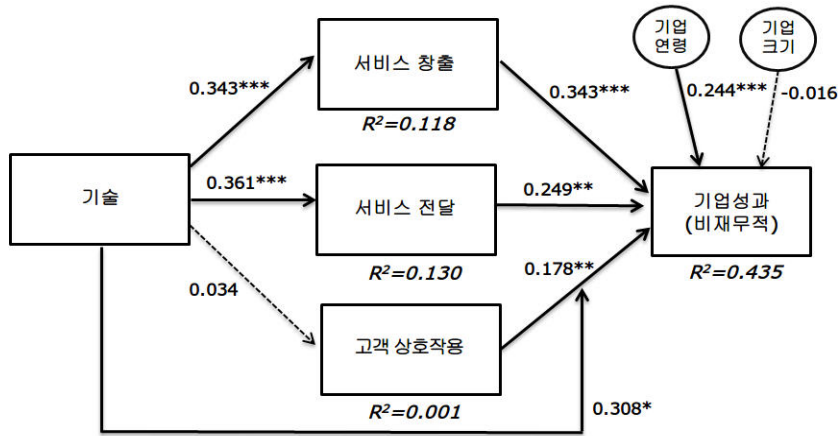 기업
연령
기업
크기
서비스 창출
0.343***
0.343***
0.244***
-0.016
R²=0.118
기술
0.361***
서비스 전달
0.249**
기업성과
(비재무적)
R²=0.130
0.178**
R²=0.435
0.034
고객 상호작용
R²=0.001
0.308*